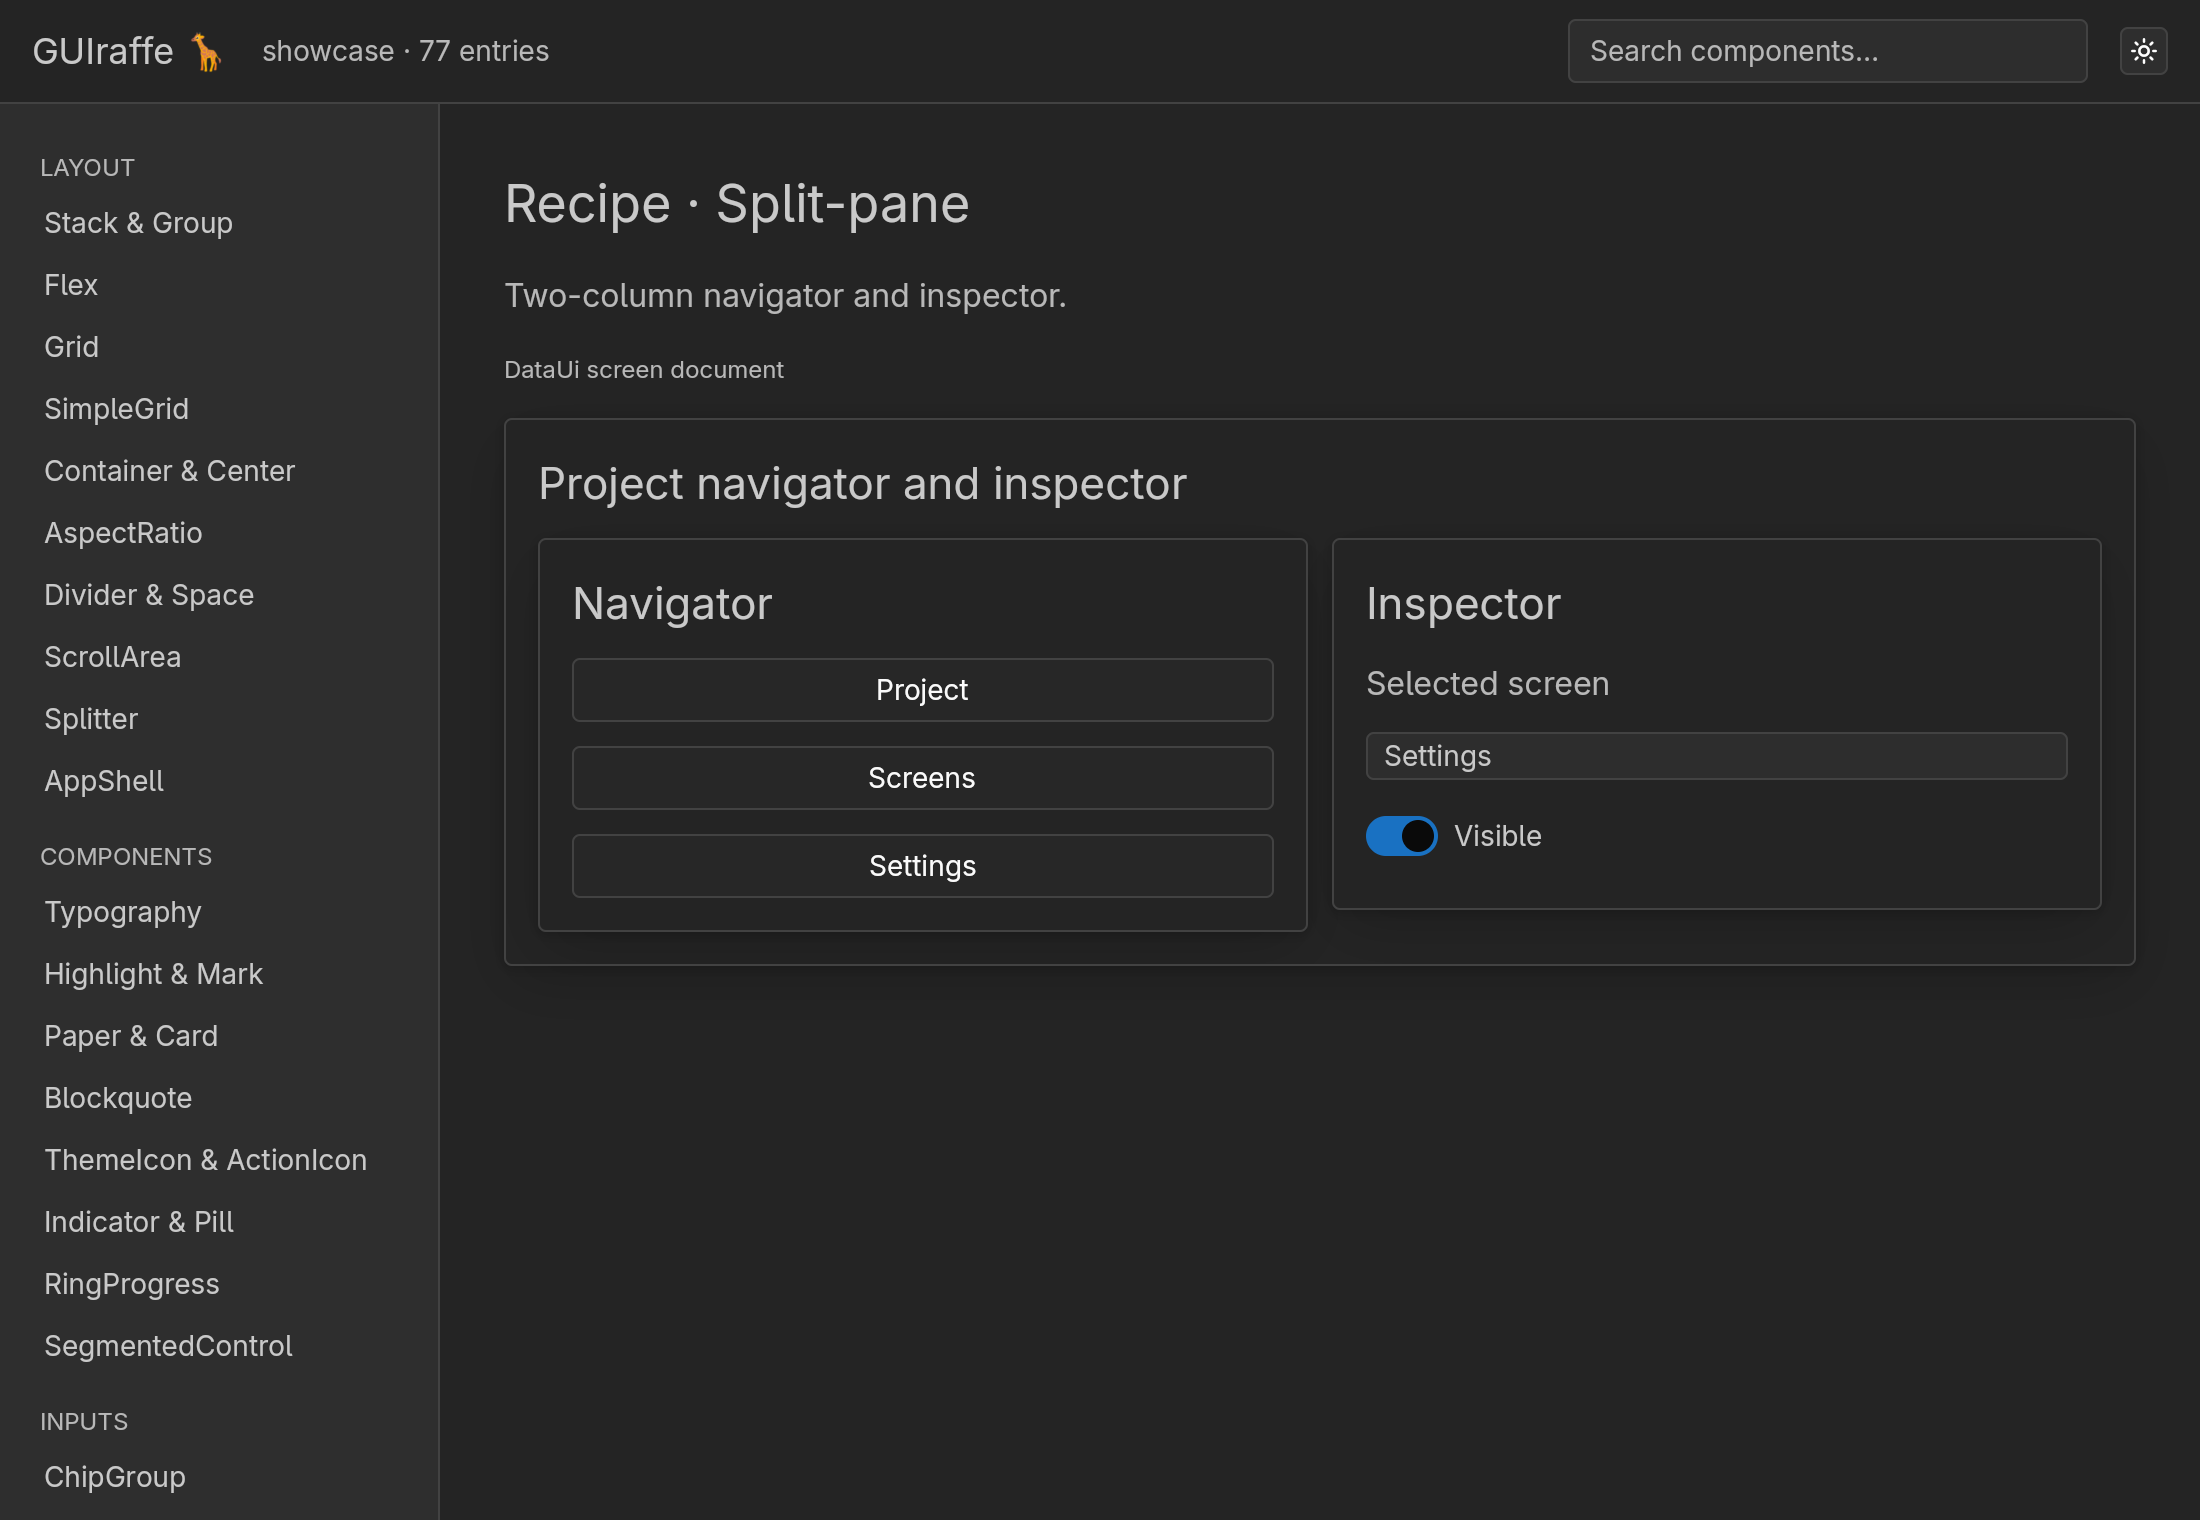 GUIraffe 🦒 showcase · 77 entries
Search components...
LAYOUT
Stack & Group
Flex
Grid
SimpleGrid
Container & Center
AspectRatio
Divider & Space
ScrollArea
Splitter
AppShell
COMPONENTS
Typography
Highlight & Mark
Paper & Card
Blockquote
ThemeIcon & ActionIcon
Indicator & Pill
RingProgress
SegmentedControl
INPUTS
ChipGroup
Recipe · Split-pane
Two-column navigator and inspector.
DataUi screen document
Project navigator and inspector
Navigator
Project
Screens
Settings
Inspector
Selected screen
Settings
Visible